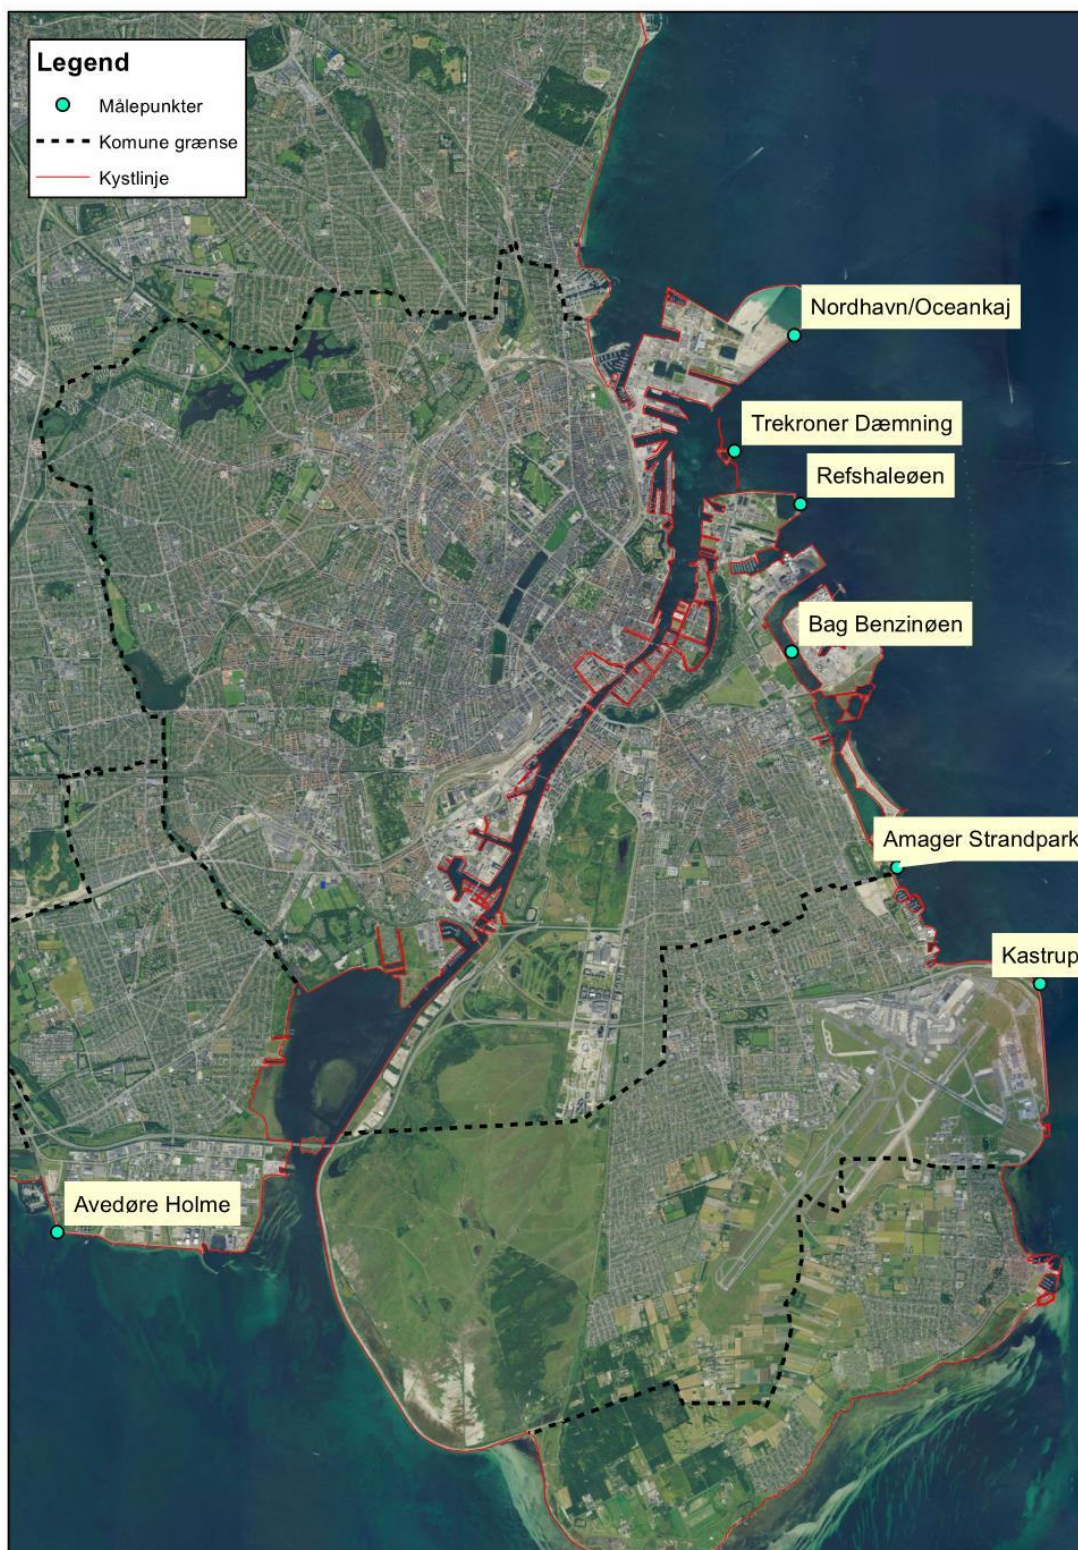 Legend
Målepunkter
Komune grænse
Kystlinje
Nordhavn/Oceankaj
Trekroner Dæmning
Refshaleøen
Bag Benzinøen
Amager Strandpark
Kastrup
Avedøre Holme